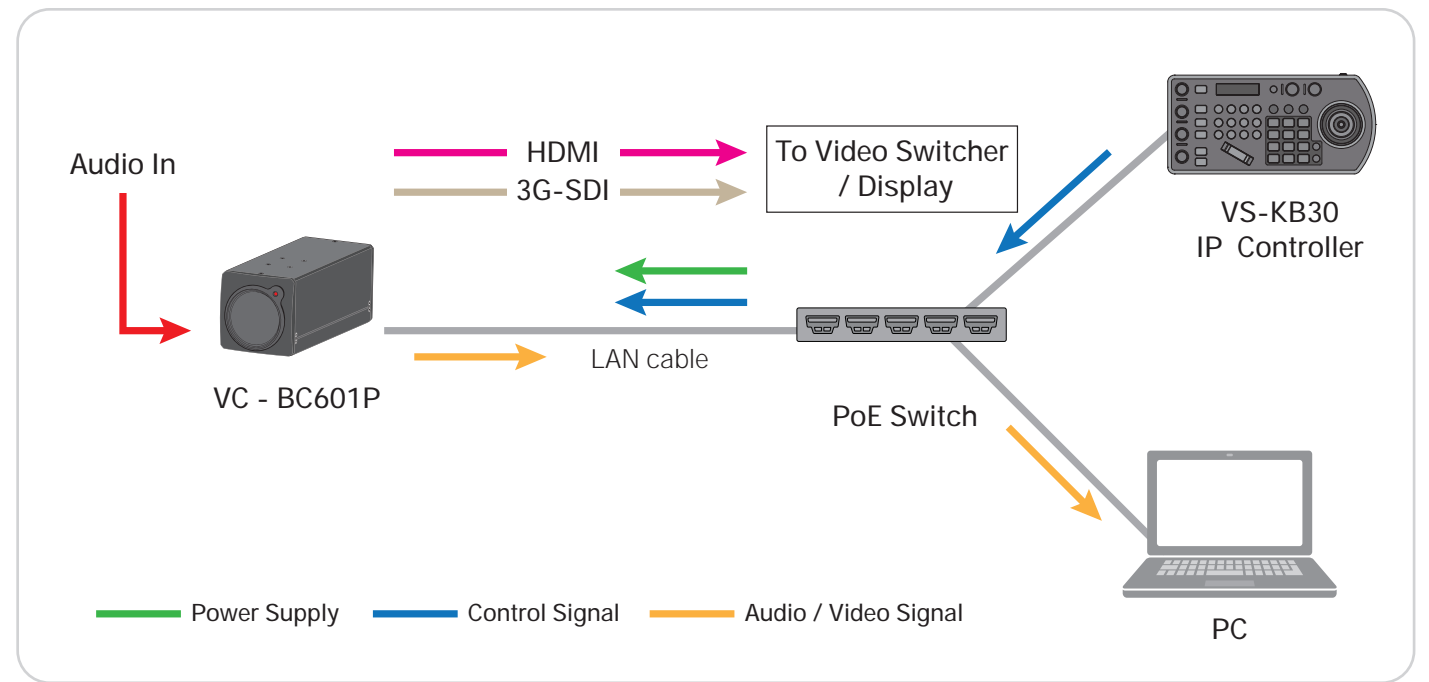 Audio In
HDMI
3G-SDI
To Video Switcher
/ Display
VS-KB30
IP Controller
VC - BC601P
LAN cable
PoE Switch
PC
Power Supply
Control Signal
Audio / Video Signal